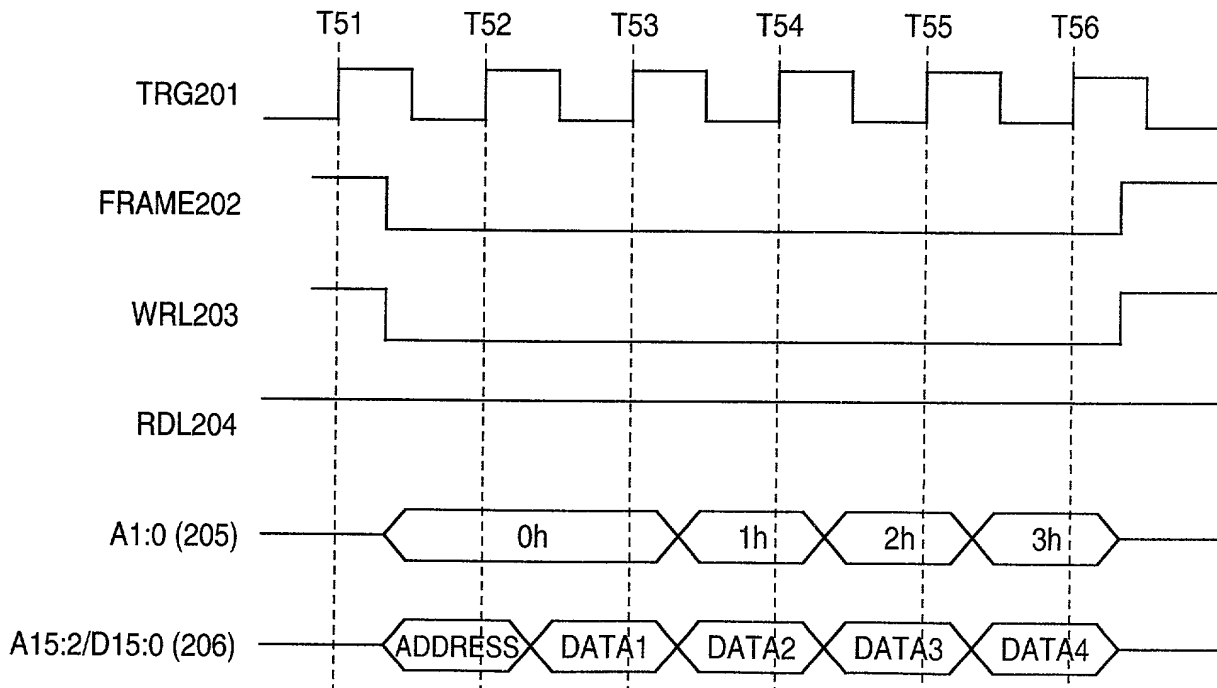 T51 T52 T53 T54 T55 T56
TRG201
FRAME202
WRL203
RDL204
A1:0 (205) 0h 1h 2h 3h
A15:2/D15:0 (206) ADDRESS DATA1 DATA2 DATA3 DATA4